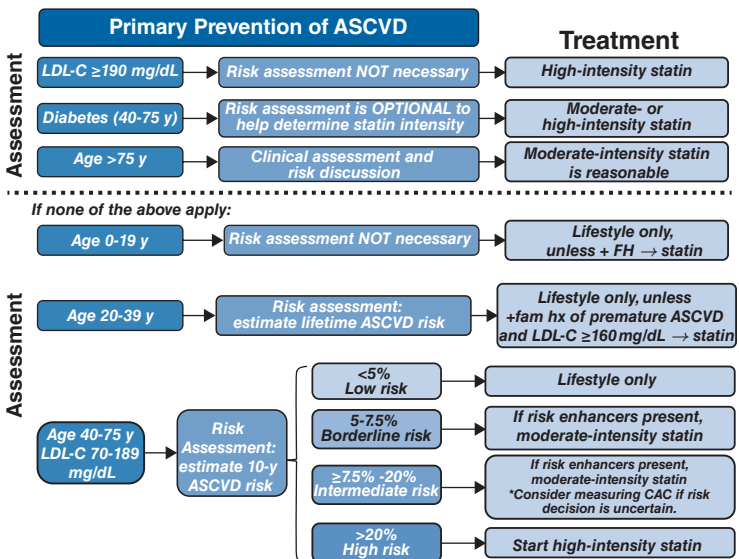 Primary Prevention of ASCVD
Treatment
Assessment
LDL-C ≥190 mg/dL
Risk assessment NOT necessary
High-intensity statin
Diabetes (40-75 y)
Risk assessment is OPTIONAL to
help determine statin intensity
Moderate- or
high-intensity statin
Age >75 y
Clinical assessment and
risk discussion
Moderate-intensity statin
is reasonable
If none of the above apply:
Assessment
Age 0-19 y
Risk assessment NOT necessary
Lifestyle only,
unless + FH → statin
Age 20-39 y
Risk assessment:
estimate lifetime ASCVD risk
Lifestyle only, unless
+fam hx of premature ASCVD
and LDL-C ≥160 mg/dL → statin
Age 40-75 y
LDL-C 70-189
mg/dL
Risk
Assessment:
estimate 10-y
ASCVD risk
<5%
Low risk
Lifestyle only
5-7.5%
Borderline risk
If risk enhancers present,
moderate-intensity statin
≥7.5% -20%
Intermediate risk
If risk enhancers present,
moderate-intensity statin
*Consider measuring CAC if risk
decision is uncertain.
>20%
High risk
Start high-intensity statin